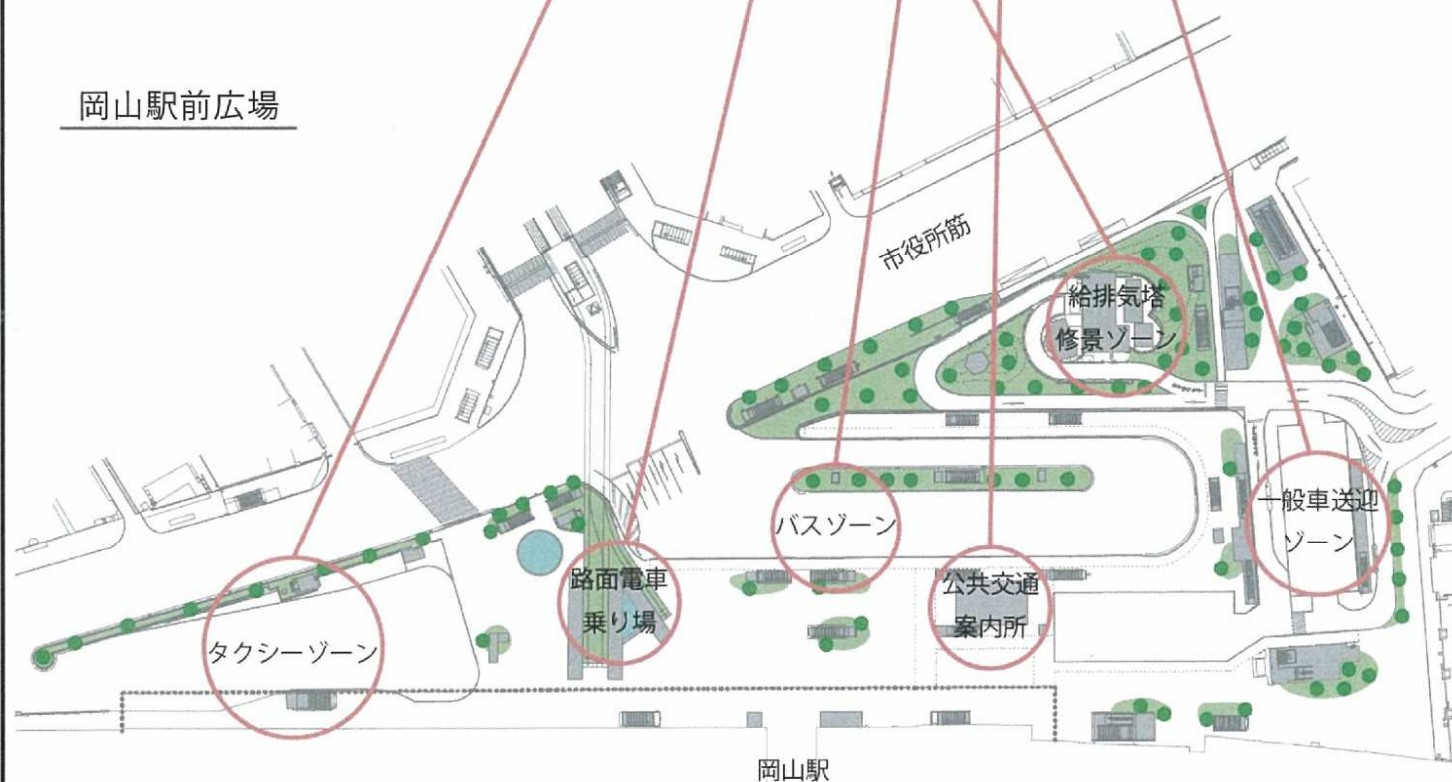 岡山駅前広場
市役所筋
給排気塔
修景ゾーン
一般車送迎
ゾーン
バスゾーン
路面電車
乗り場
公共交通
案内所
タクシーゾーン
岡山駅